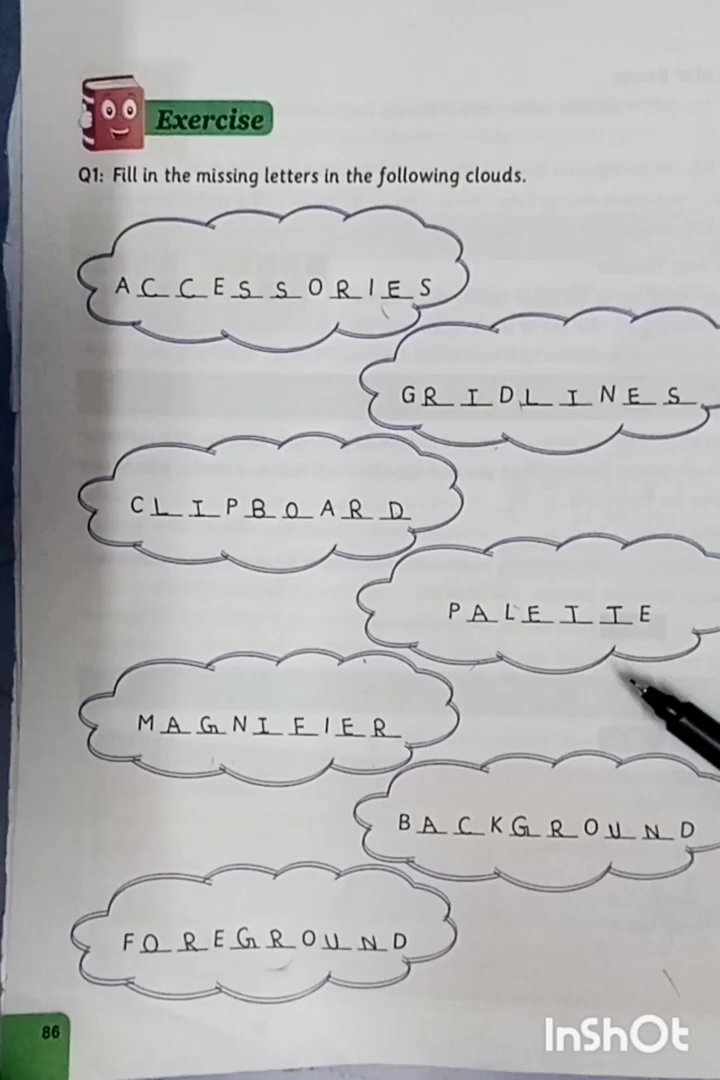 Exercise
Q1: Fill in the missing letters in the following clouds.
ACCESSORIES
GRIDLINES
CLIPBOARD
PALETTE
MAGNIFIER
BACKGROUND
FOREGROUND
86
InShOt